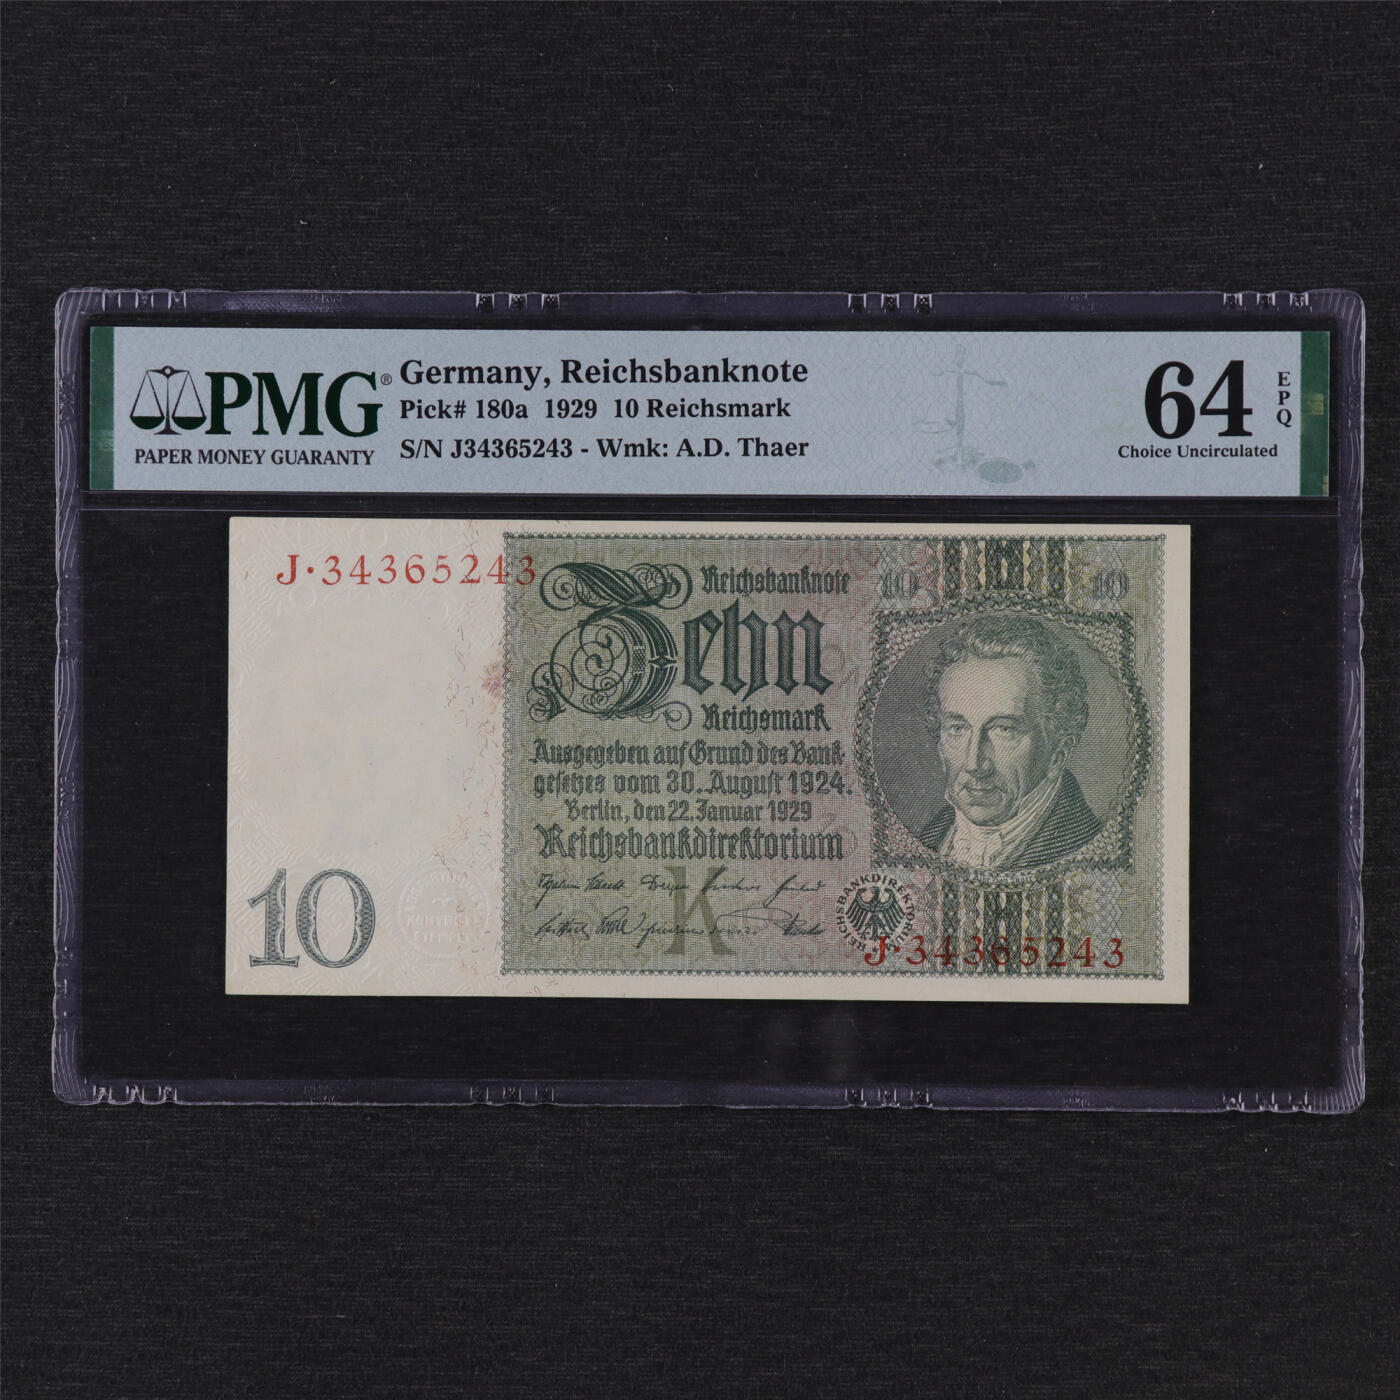 PMG®
PAPER MONEY GUARANTY
Germany, Reichsbanknote
Pick# 180a 1929 10 Reichsmark
S/N J34365243 - Wmk: A.D. Thaer
64
EPQ
Choice Uncirculated
J·34365243
Reichsbanknote
10
10
Zehn
Reichsmark
Ausgegeben auf Grund des Bank-
gesetzes vom 30. August 1924.
Berlin, den 22. Januar 1929
Reichsbankdirektorium
K
10
REICHSBANKDIREKTORIUM
J·34365243